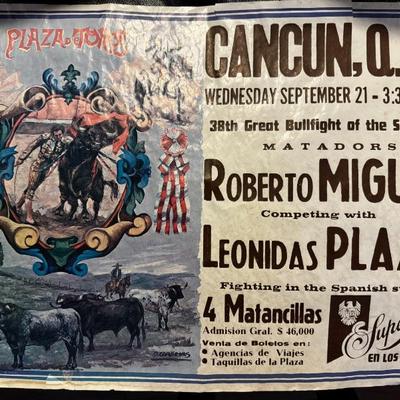 PLAZA
CANCUN, Q.
WEDNESDAY SEPTEMBER 21 - 3:3
38th Great Bullfight of the S
MATADORS
ROBERTO MIGU
Competing with
LEONIDAS PLA
Fighting in the Spanish s
4 Matancillas
Admision Gral. $ 46,000
Venta de Boletos en:
• Agencias de Viajes
• Taquillas de la Plaza
Supe
EN LOS